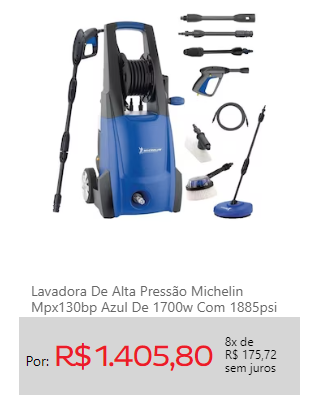 MICHELIN
Lavadora De Alta Pressão Michelin
Mpx130bp Azul De 1700w Com 1885psi
Por: R$ 1.405,80
8x de
R$ 175,72
sem juros